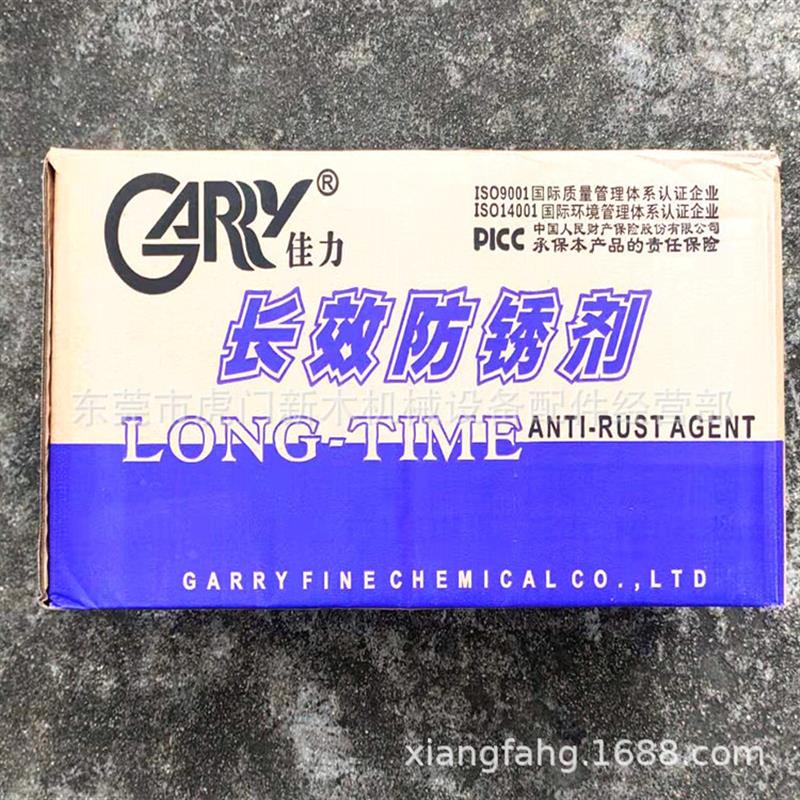 GARRY®
佳力
ISO9001国际质量管理体系认证企业
ISO14001国际环境管理体系认证企业
PICC 中国人民财产保险股份有限公司
承保本产品的责任保险
长效防锈剂
东莞市虎门新木机械设备配件经营部
LONG-TIME ANTI-RUST AGENT
GARRY FINE CHEMICAL CO.,LTD
xiangfahg.1688.com